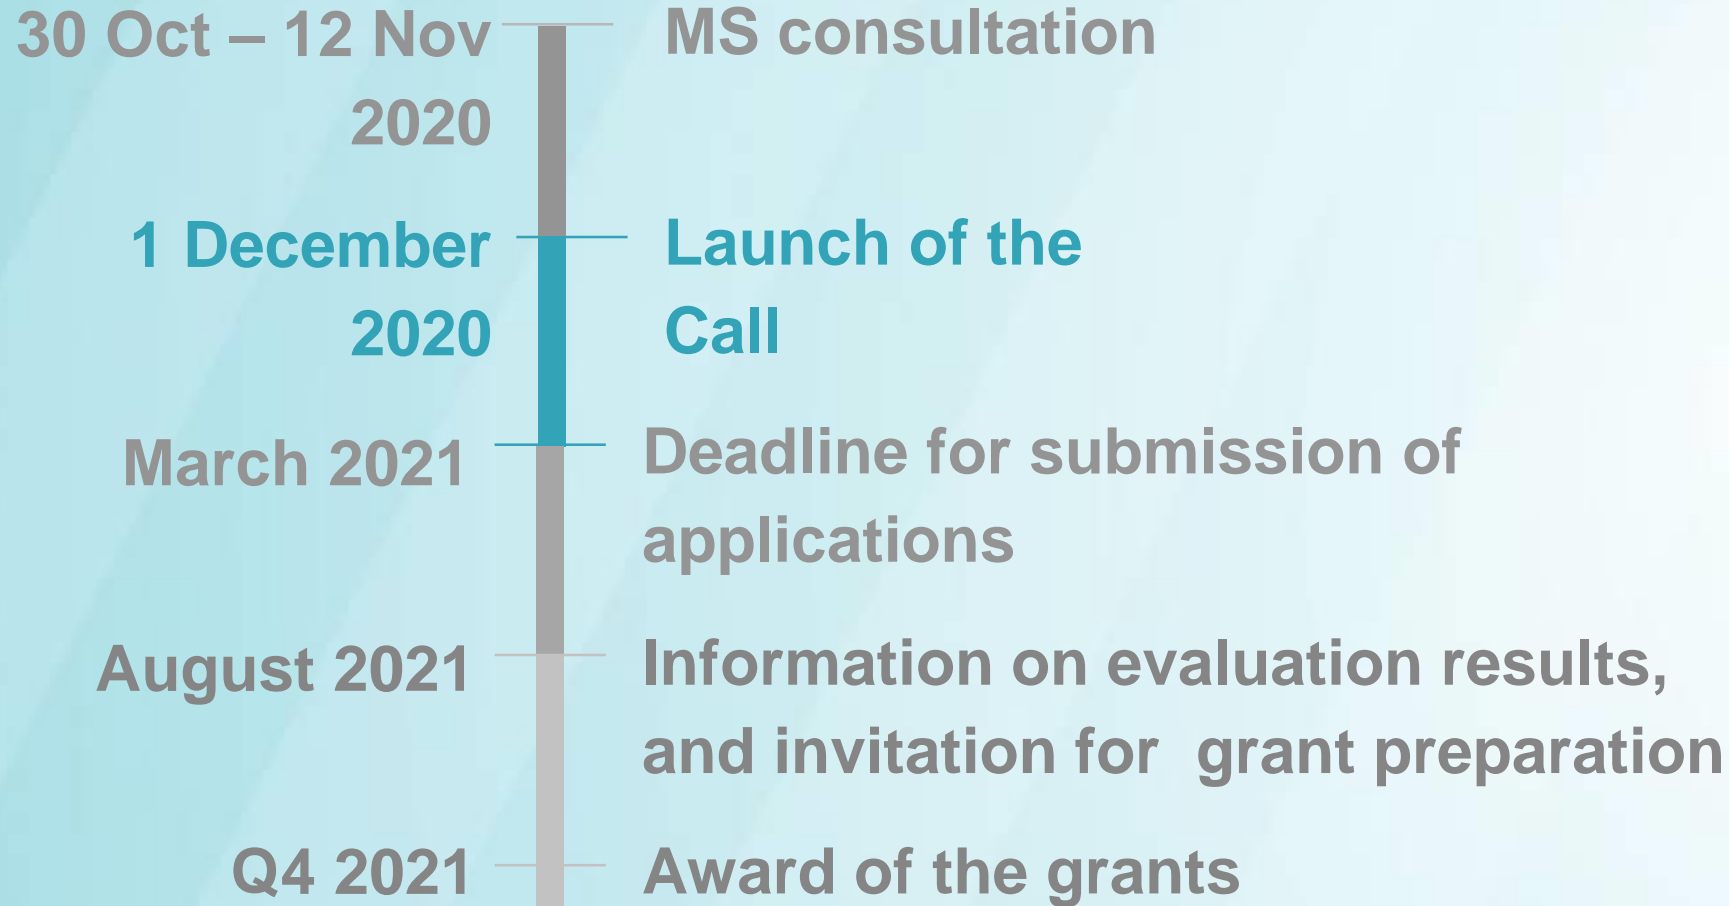 30 Oct – 12 Nov
2020
MS consultation
1 December
2020
Launch of the
Call
March 2021
Deadline for submission of
applications
August 2021
Information on evaluation results,
and invitation for  grant preparation
Q4 2021
Award of the grants